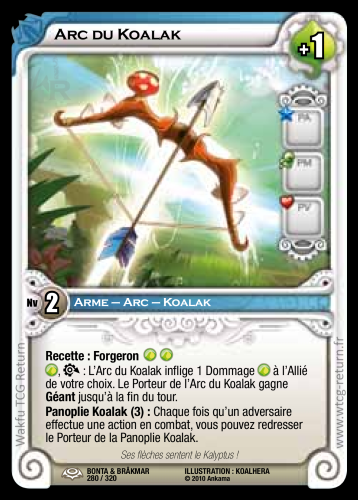 Arc du Koalak
+1
PA
PM
PV
Nv 2 Arme – Arc – Koalak
Recette : Forgeron
, : L'Arc du Koalak inflige 1 Dommage à l'Allié
de votre choix. Le Porteur de l'Arc du Koalak gagne
Géant jusqu'à la fin du tour.
Panoplie Koalak (3) : Chaque fois qu'un adversaire
effectue une action en combat, vous pouvez redresser
le Porteur de la Panoplie Koalak.
Ses flèches sentent le Kalyptus !
BONTA & BRÂKMAR
280 / 320
ILLUSTRATION : KOALHERA
© 2010 Ankama
Wakfu TCG Return
www.wtcg-return.fr